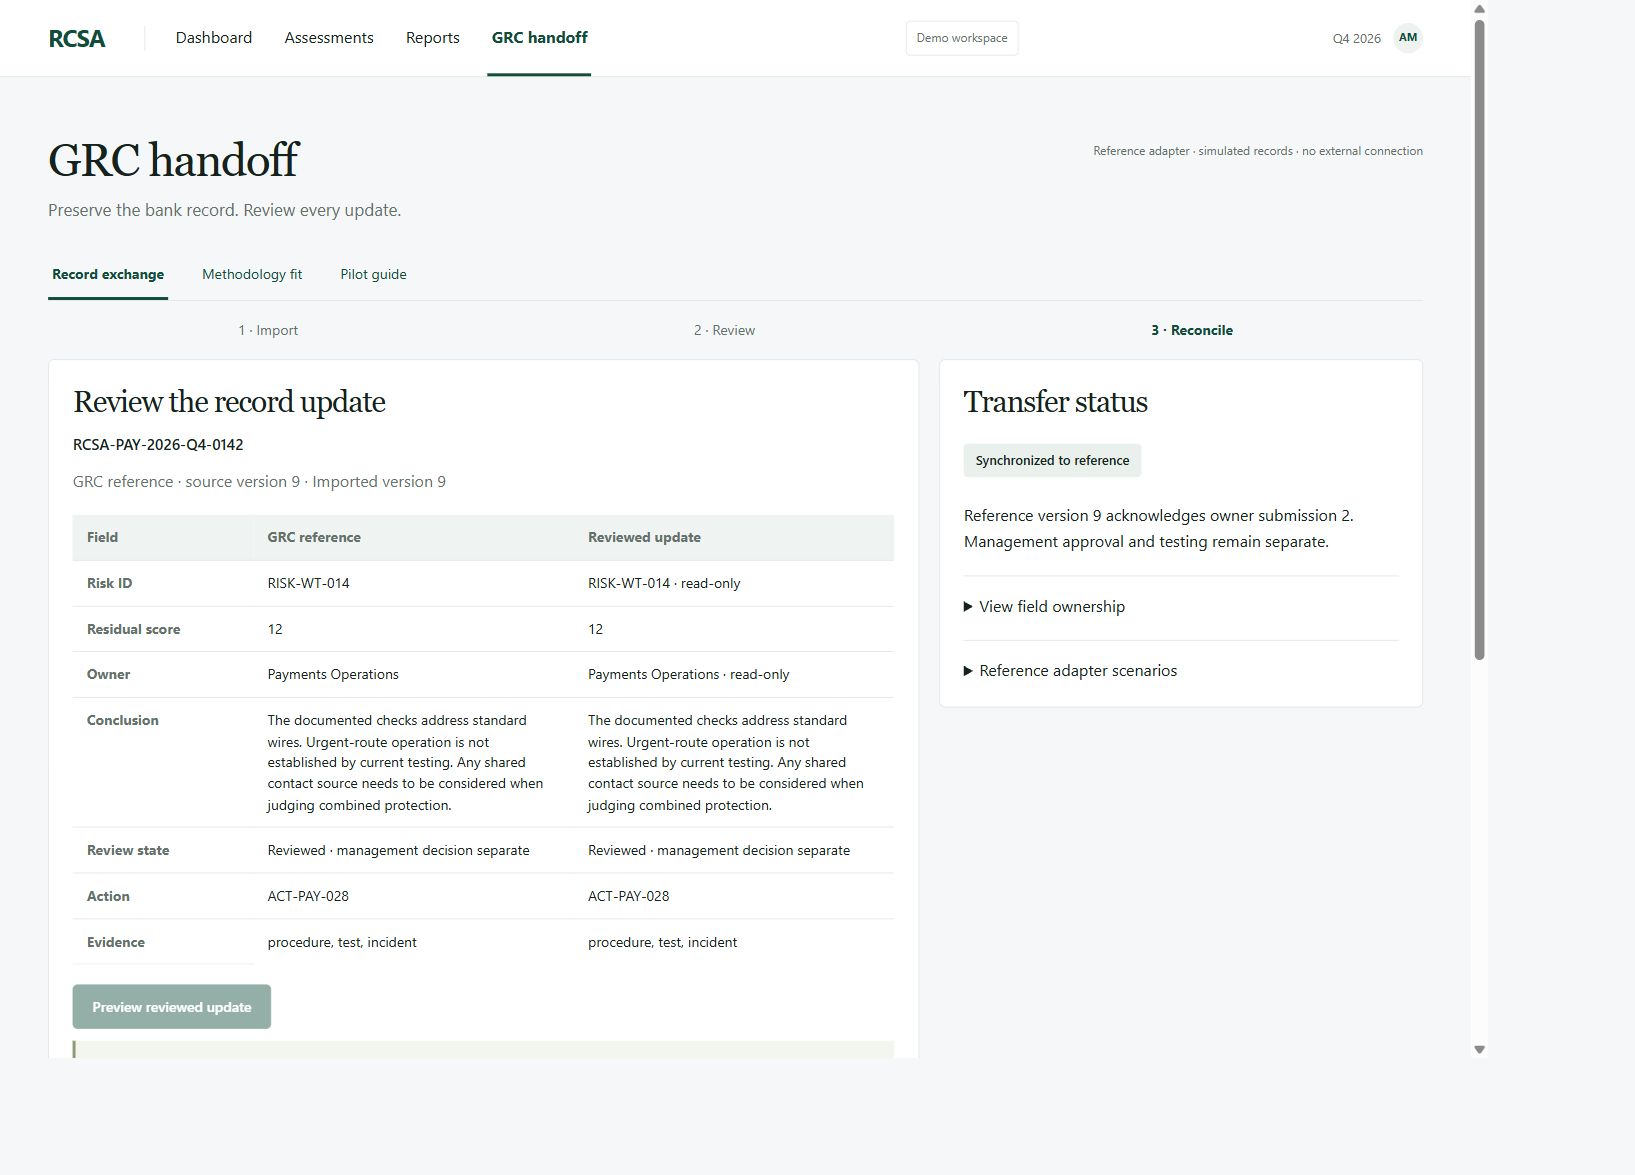 RCSA
Dashboard
Assessments
Reports
GRC handoff
Demo workspace
Q4 2026
AM
GRC handoff
Reference adapter · simulated records · no external connection
Preserve the bank record. Review every update.
Record exchange
Methodology fit
Pilot guide
1 · Import
2 · Review
3 · Reconcile
Review the record update
RCSA-PAY-2026-Q4-0142
GRC reference · source version 9 · Imported version 9
Field GRC reference Reviewed update
Risk ID RISK-WT-014 RISK-WT-014 · read-only
Residual score 12 12
Owner Payments Operations Payments Operations · read-only
Conclusion
The documented checks address standard
wires. Urgent-route operation is not
established by current testing. Any shared
contact source needs to be considered when
judging combined protection.
The documented checks address standard
wires. Urgent-route operation is not
established by current testing. Any shared
contact source needs to be considered when
judging combined protection.
Review state Reviewed · management decision separate Reviewed · management decision separate
Action ACT-PAY-028 ACT-PAY-028
Evidence procedure, test, incident procedure, test, incident
Preview reviewed update
Transfer status
Synchronized to reference
Reference version 9 acknowledges owner submission 2.
Management approval and testing remain separate.
View field ownership
Reference adapter scenarios